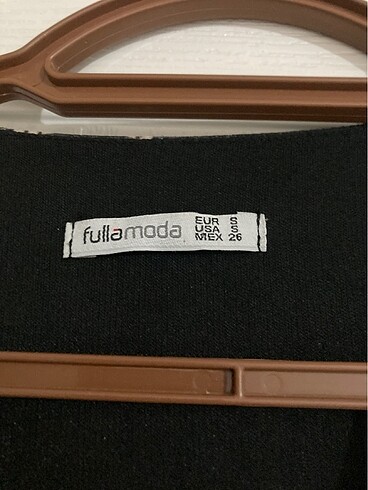 fullamoda
EUR S
USA S
MEX 26